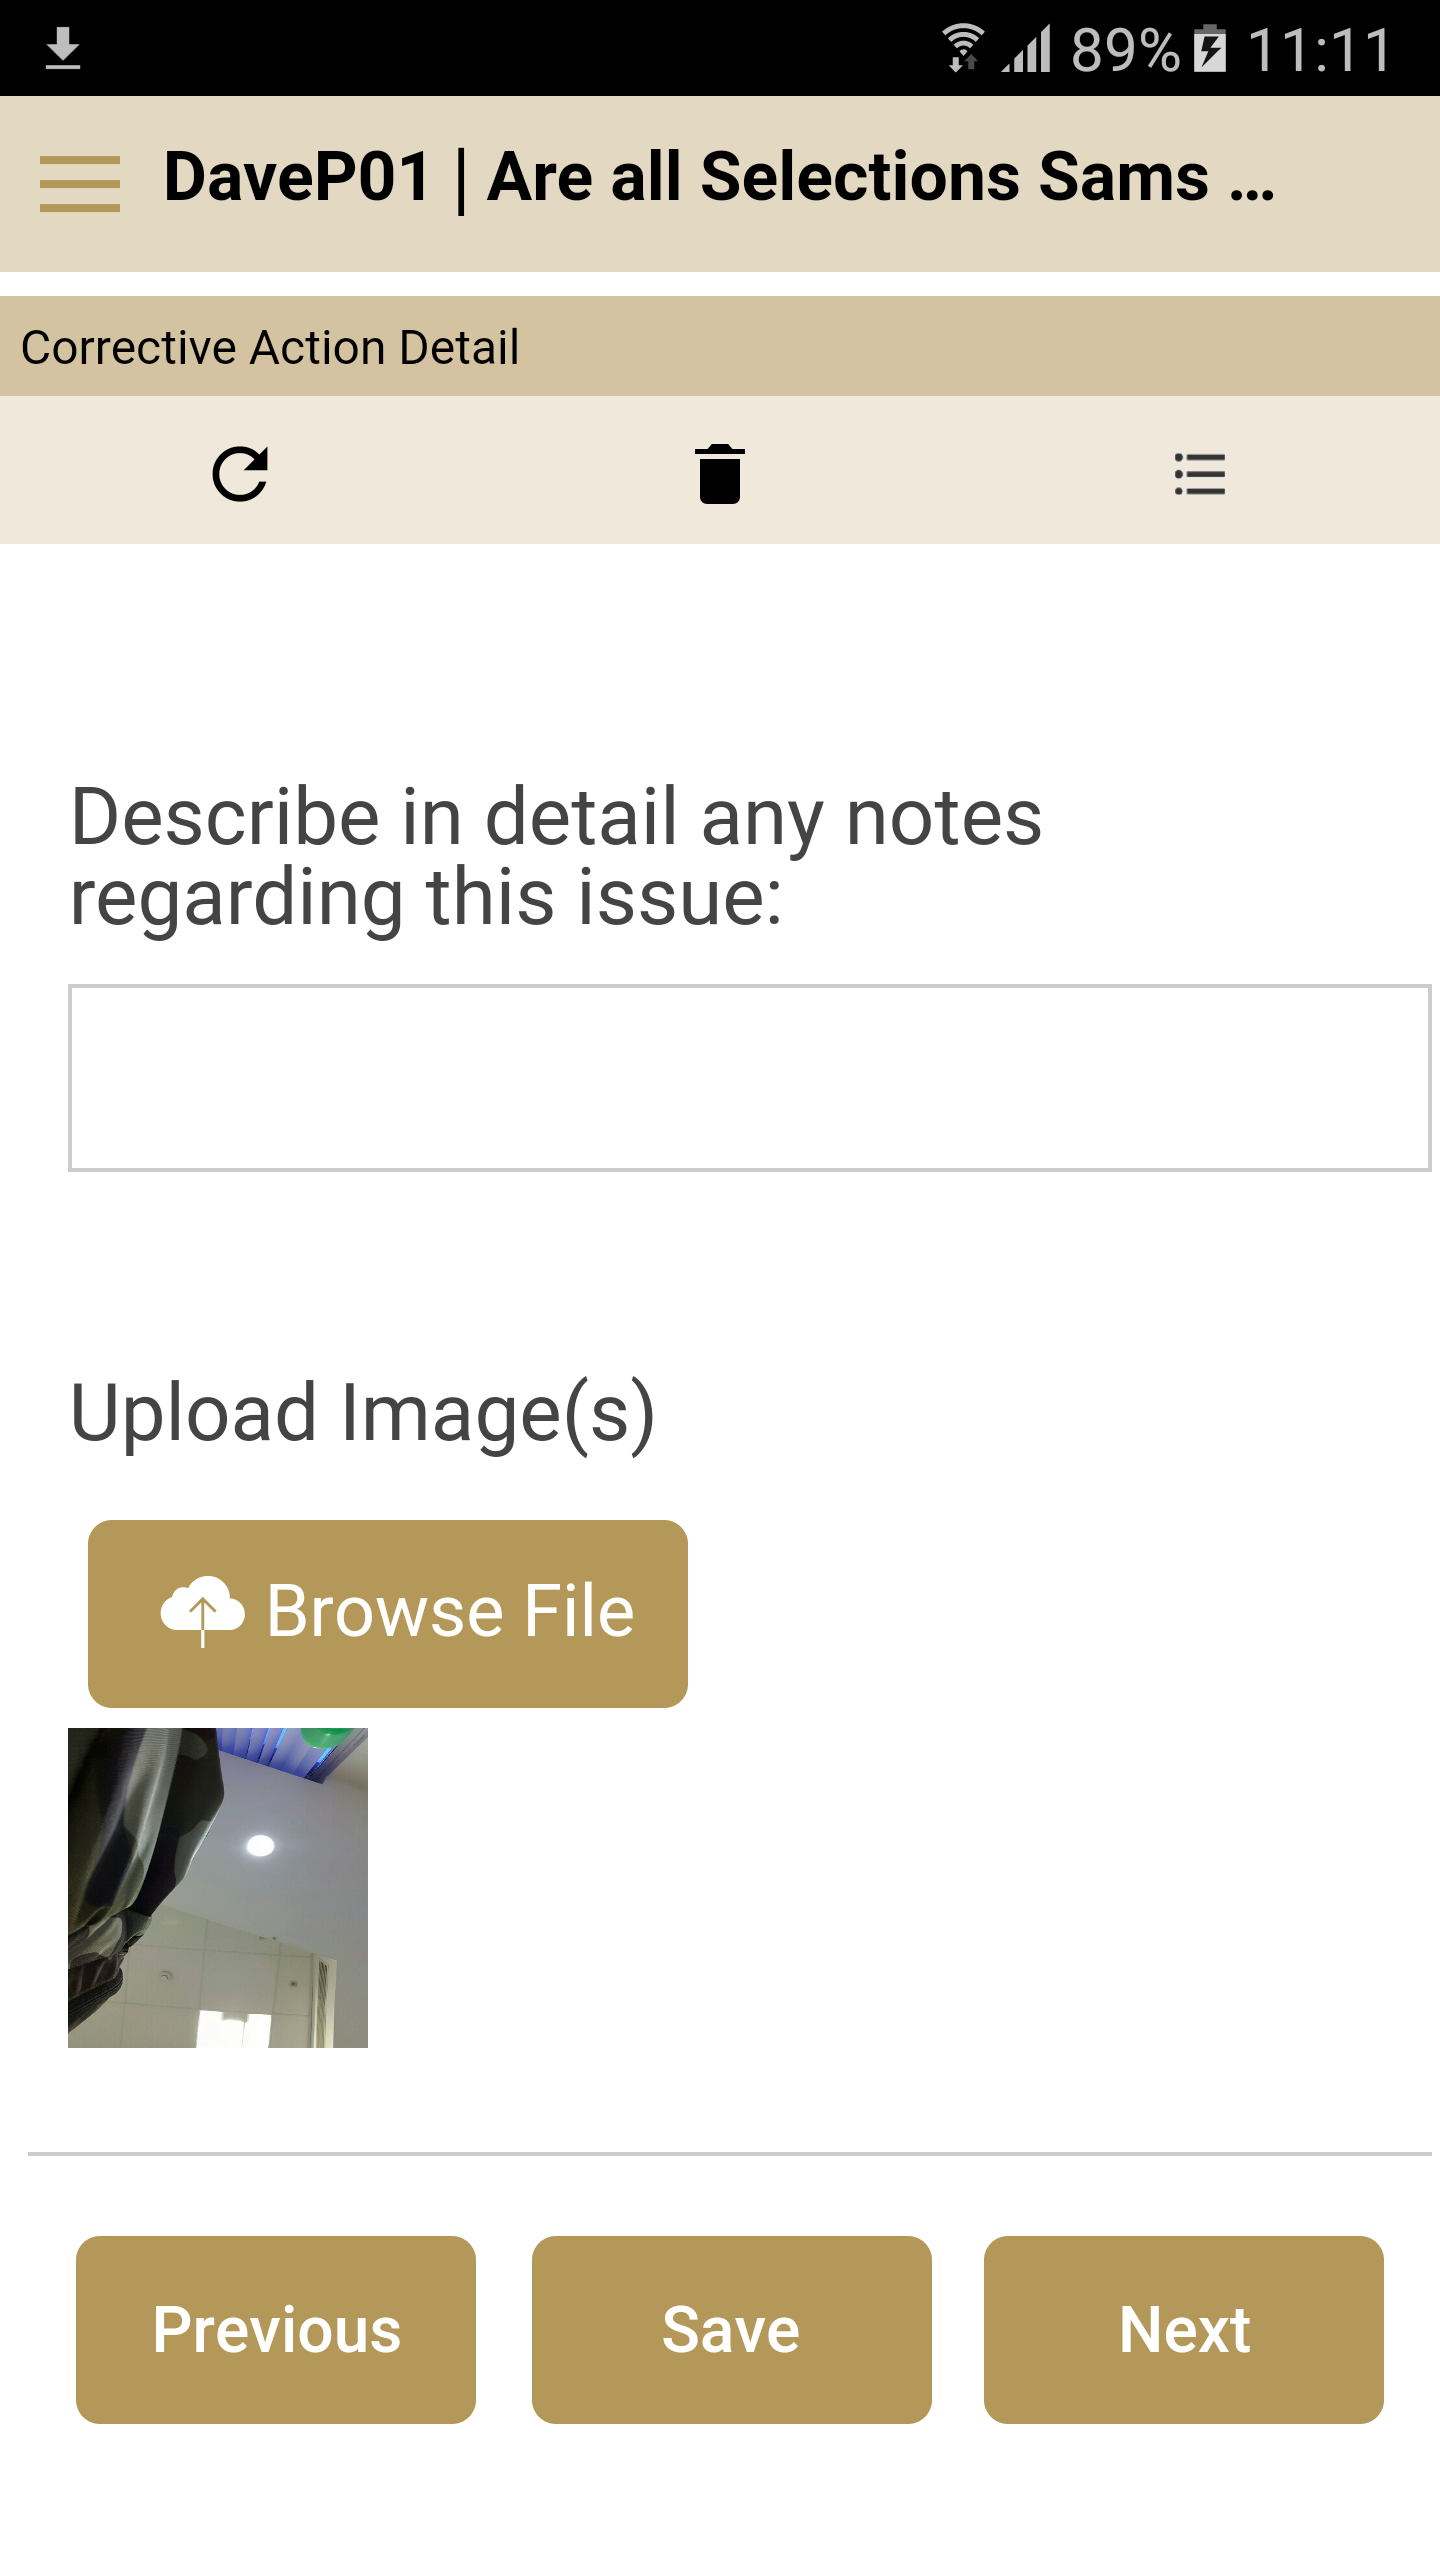 89% 11:11
DaveP01 | Are all Selections Sams ...
Corrective Action Detail
Describe in detail any notes
regarding this issue:
Upload Image(s)
Browse File
Previous Save Next